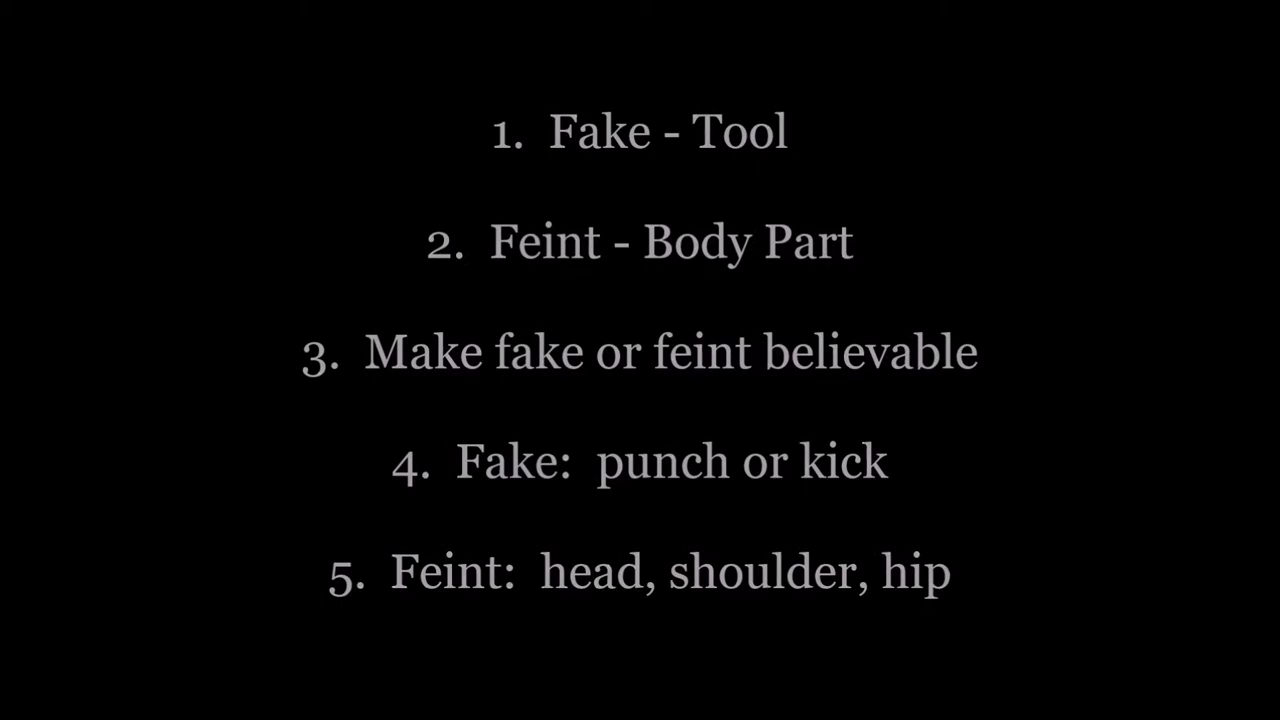 1. Fake - Tool
2. Feint - Body Part
3. Make fake or feint believable
4. Fake: punch or kick
5. Feint: head, shoulder, hip